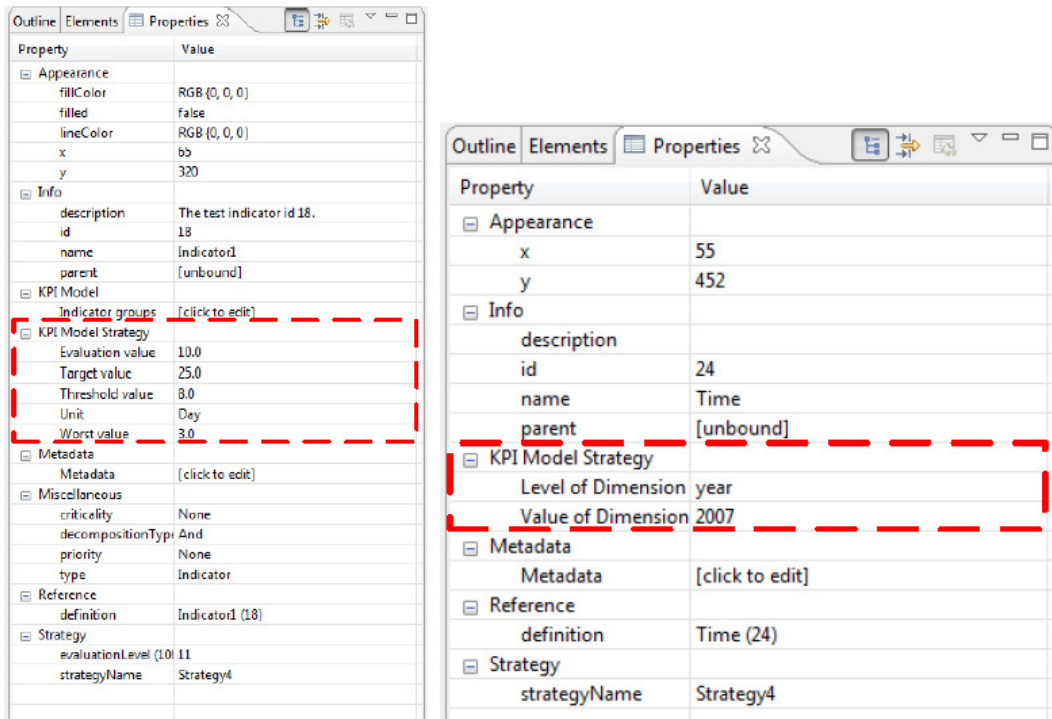 Outline Elements Properties
Property Value
Appearance
fillColor RGB {0, 0, 0}
filled false
lineColor RGB {0, 0, 0}
x 65
y 320
Info
description The test indicator id 18.
id 18
name Indicator1
parent [unbound]
KPI Model
Indicator groups [click to edit]
KPI Model Strategy
Evaluation value 10.0
Target value 25.0
Threshold value 8.0
Unit Day
Worst value 3.0
Metadata
Metadata [click to edit]
Miscellaneous
criticality None
decompositionType And
priority None
type Indicator
Reference
definition Indicator1 (18)
Strategy
evaluationLevel (10 11
strategyName Strategy4
Outline Elements Properties
Property Value
Appearance
x 55
y 452
Info
description
id 24
name Time
parent [unbound]
KPI Model Strategy
Level of Dimension year
Value of Dimension 2007
Metadata
Metadata [click to edit]
Reference
definition Time (24)
Strategy
strategyName Strategy4